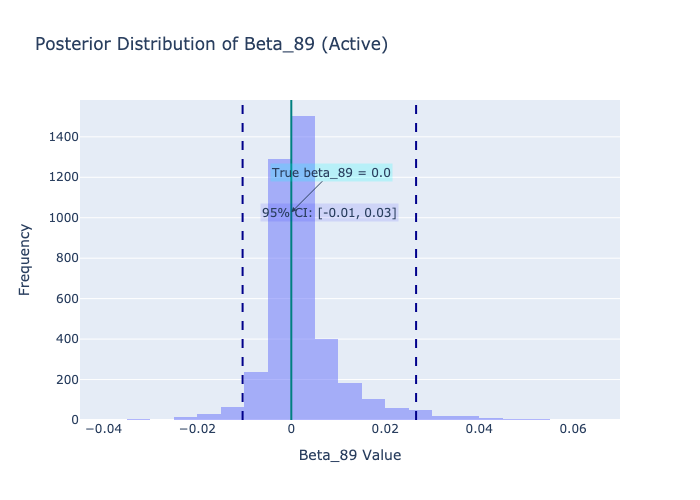 Posterior Distribution of Beta_89 (Active)
1400
1200
1000
800
600
400
200
0
Frequency
True beta_89 = 0.0
95% CI: [-0.01, 0.03]
−0.04
−0.02
0
0.02
0.04
0.06
Beta_89 Value